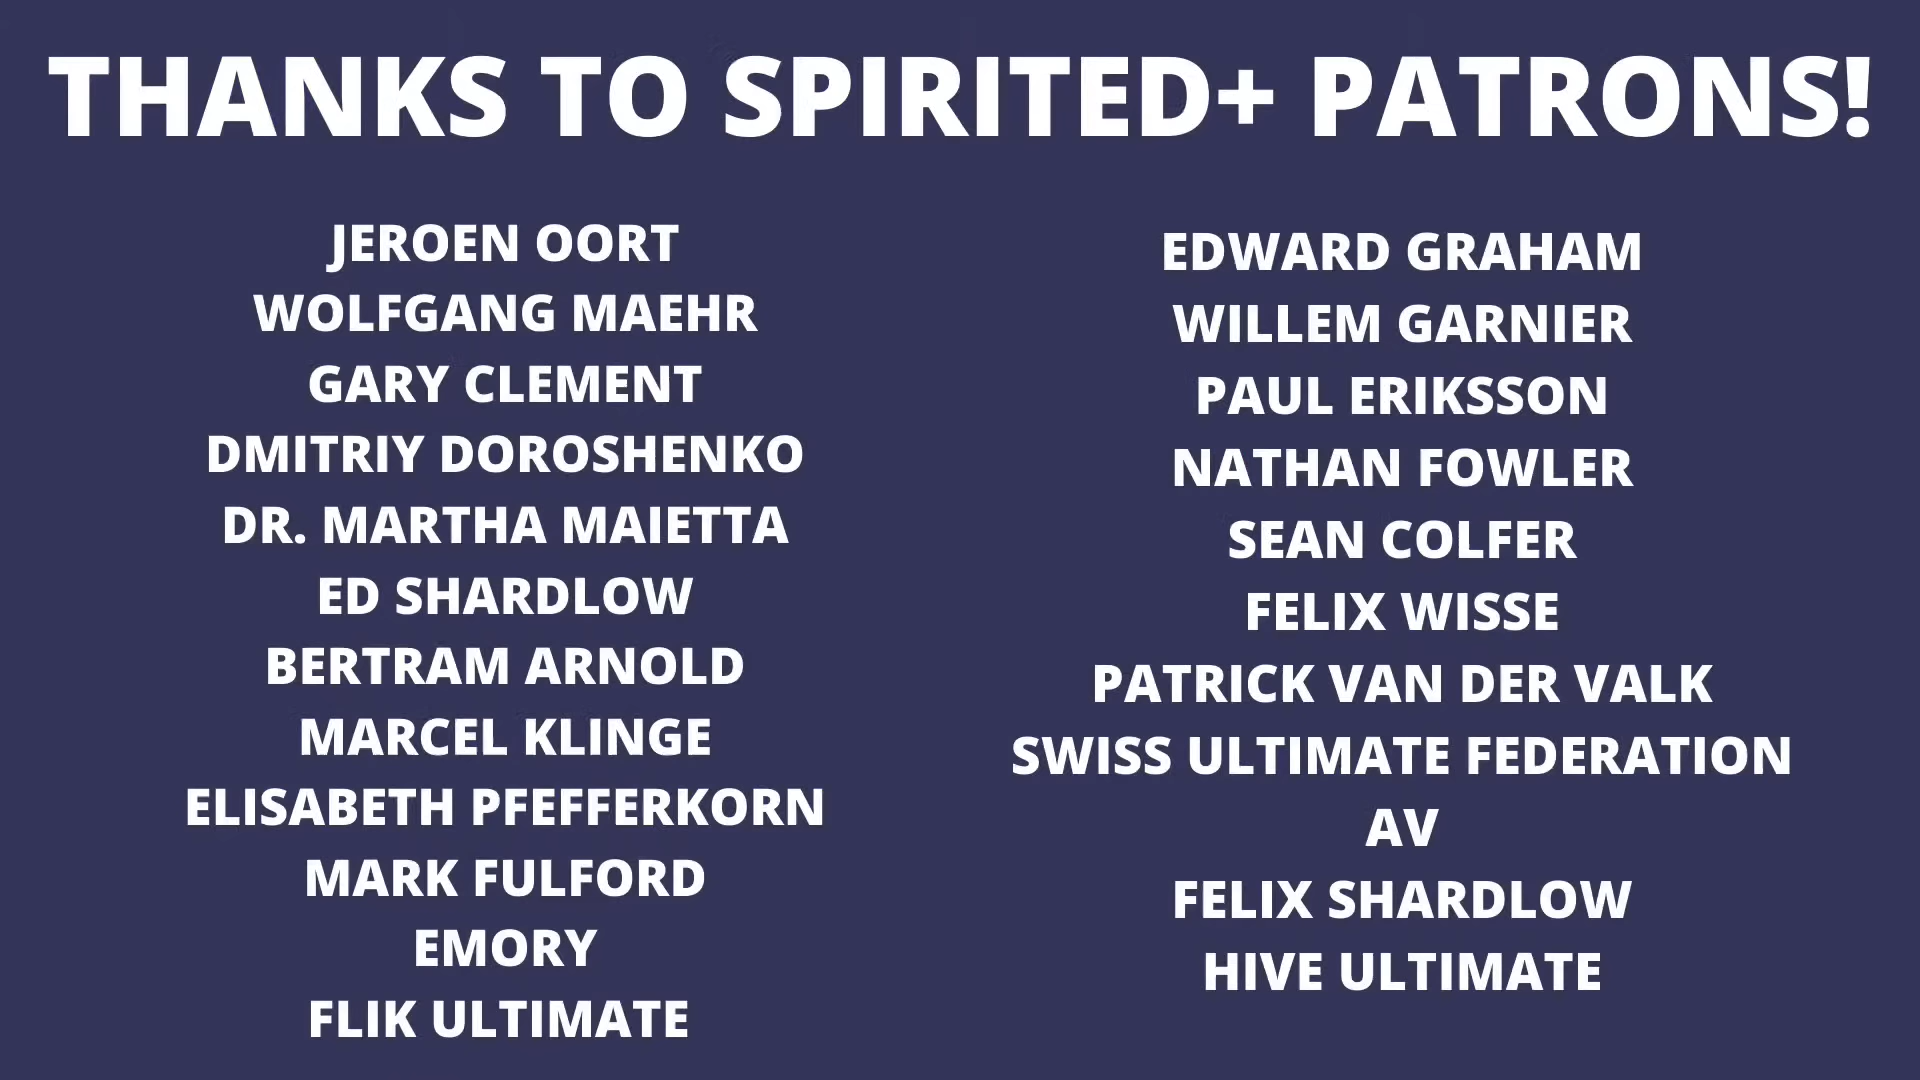 THANKS TO SPIRITED+ PATRONS!
JEROEN OORT
WOLFGANG MAEHR
GARY CLEMENT
DMITRIY DOROSHENKO
DR. MARTHA MAIETTA
ED SHARDLOW
BERTRAM ARNOLD
MARCEL KLINGE
ELISABETH PFEFFERKORN
MARK FULFORD
EMORY
FLIK ULTIMATE
EDWARD GRAHAM
WILLEM GARNIER
PAUL ERIKSSON
NATHAN FOWLER
SEAN COLFER
FELIX WISSE
PATRICK VAN DER VALK
SWISS ULTIMATE FEDERATION
AV
FELIX SHARDLOW
HIVE ULTIMATE